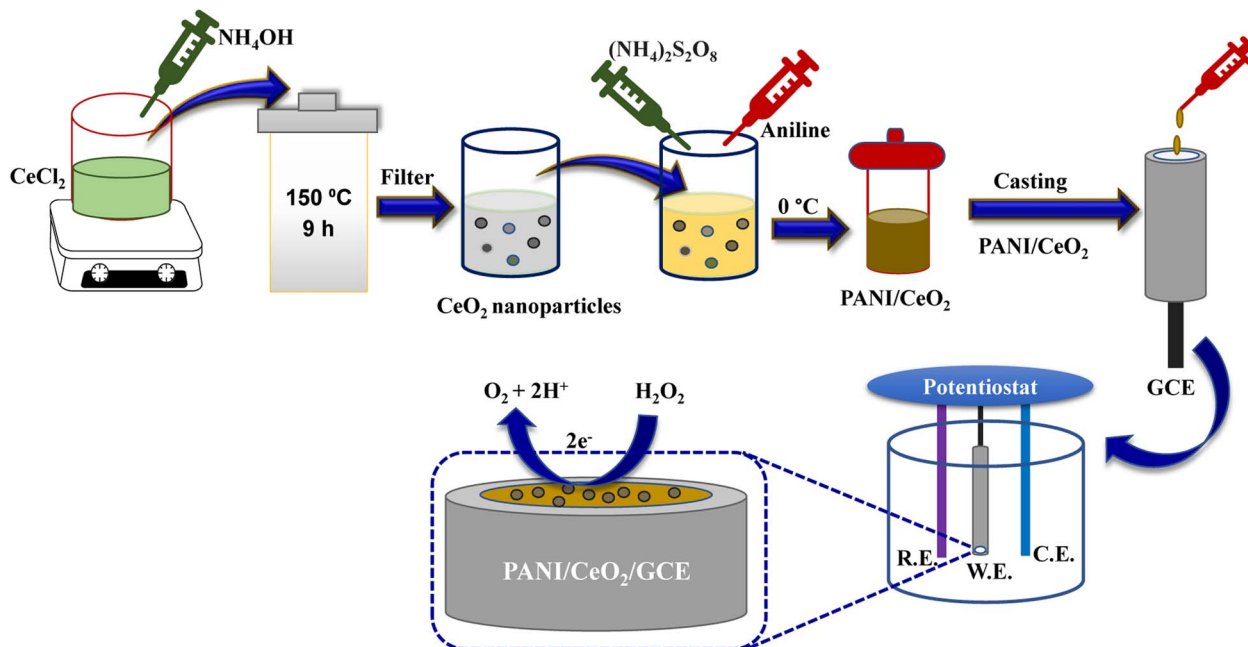 NH₄OH
CeCl₂
150 ºC
9 h
Filter
CeO₂ nanoparticles
(NH₄)₂S₂O₈
Aniline
0 °C
PANI/CeO₂
Casting
PANI/CeO₂
GCE
Potentiostat
R.E.
W.E.
C.E.
O₂ + 2H⁺
H₂O₂
2e⁻
PANI/CeO₂/GCE